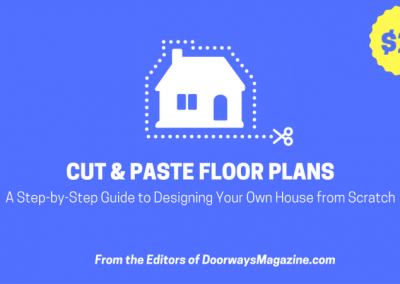 CUT & PASTE FLOOR PLANS
A Step-by-Step Guide to Designing Your Own House from Scratch
From the Editors of DoorwaysMagazine.com